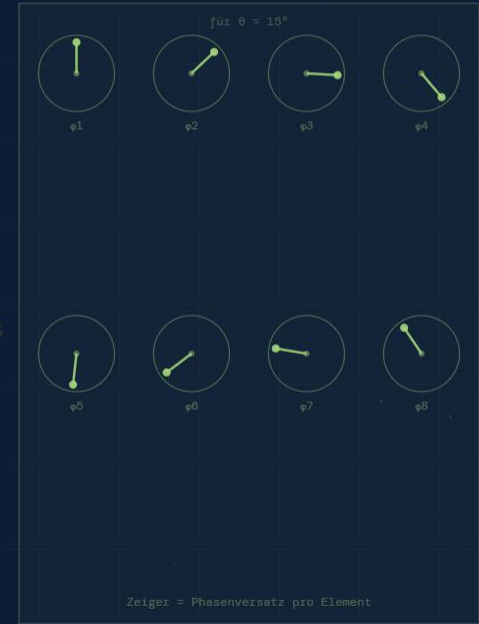 für θ = 15°
φ1 φ2 φ3 φ4
φ5 φ6 φ7 φ8
Zeiger = Phasenversatz pro Element